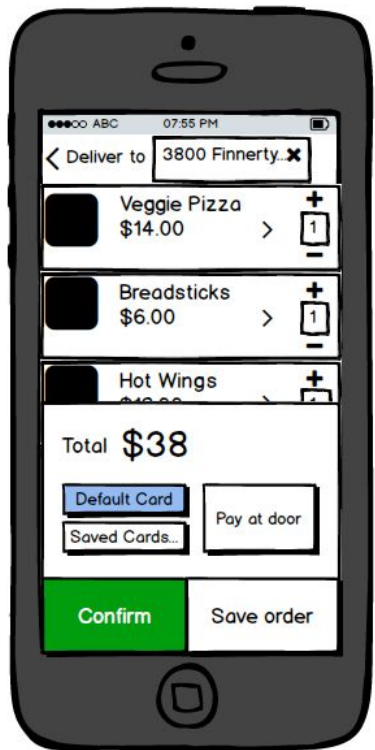 ABC 07:55 PM
Deliver to 3800 Finnerty...
Veggie Pizza
$14.00
1
Breadsticks
$6.00
1
Hot Wings
Total $38
Default Card
Saved Cards...
Pay at door
Confirm Save order